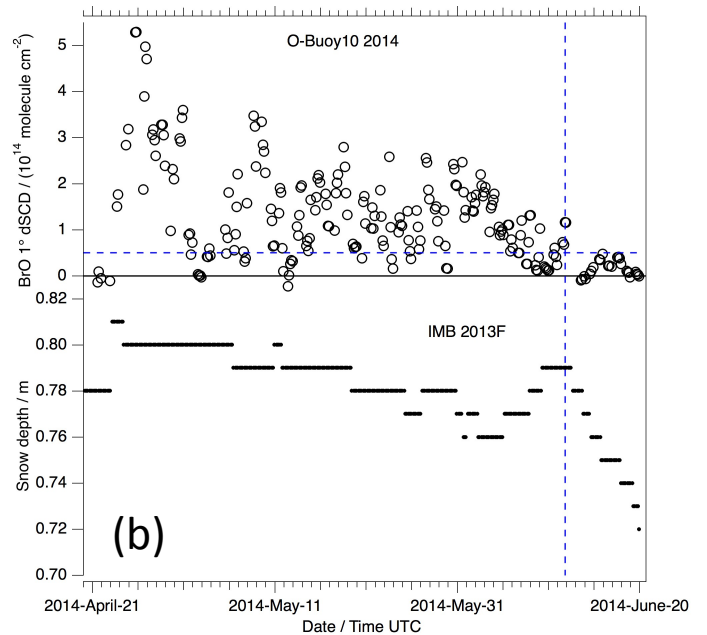 O-Buoy10 2014
BrO 1° dSCD / (10^14 molecule cm^-2)
5
4
3
2
1
0
IMB 2013F
Snow depth / m
0.82
0.80
0.78
0.76
0.74
0.72
0.70
(b)
2014-April-21 2014-May-11 2014-May-31 2014-June-20
Date / Time UTC